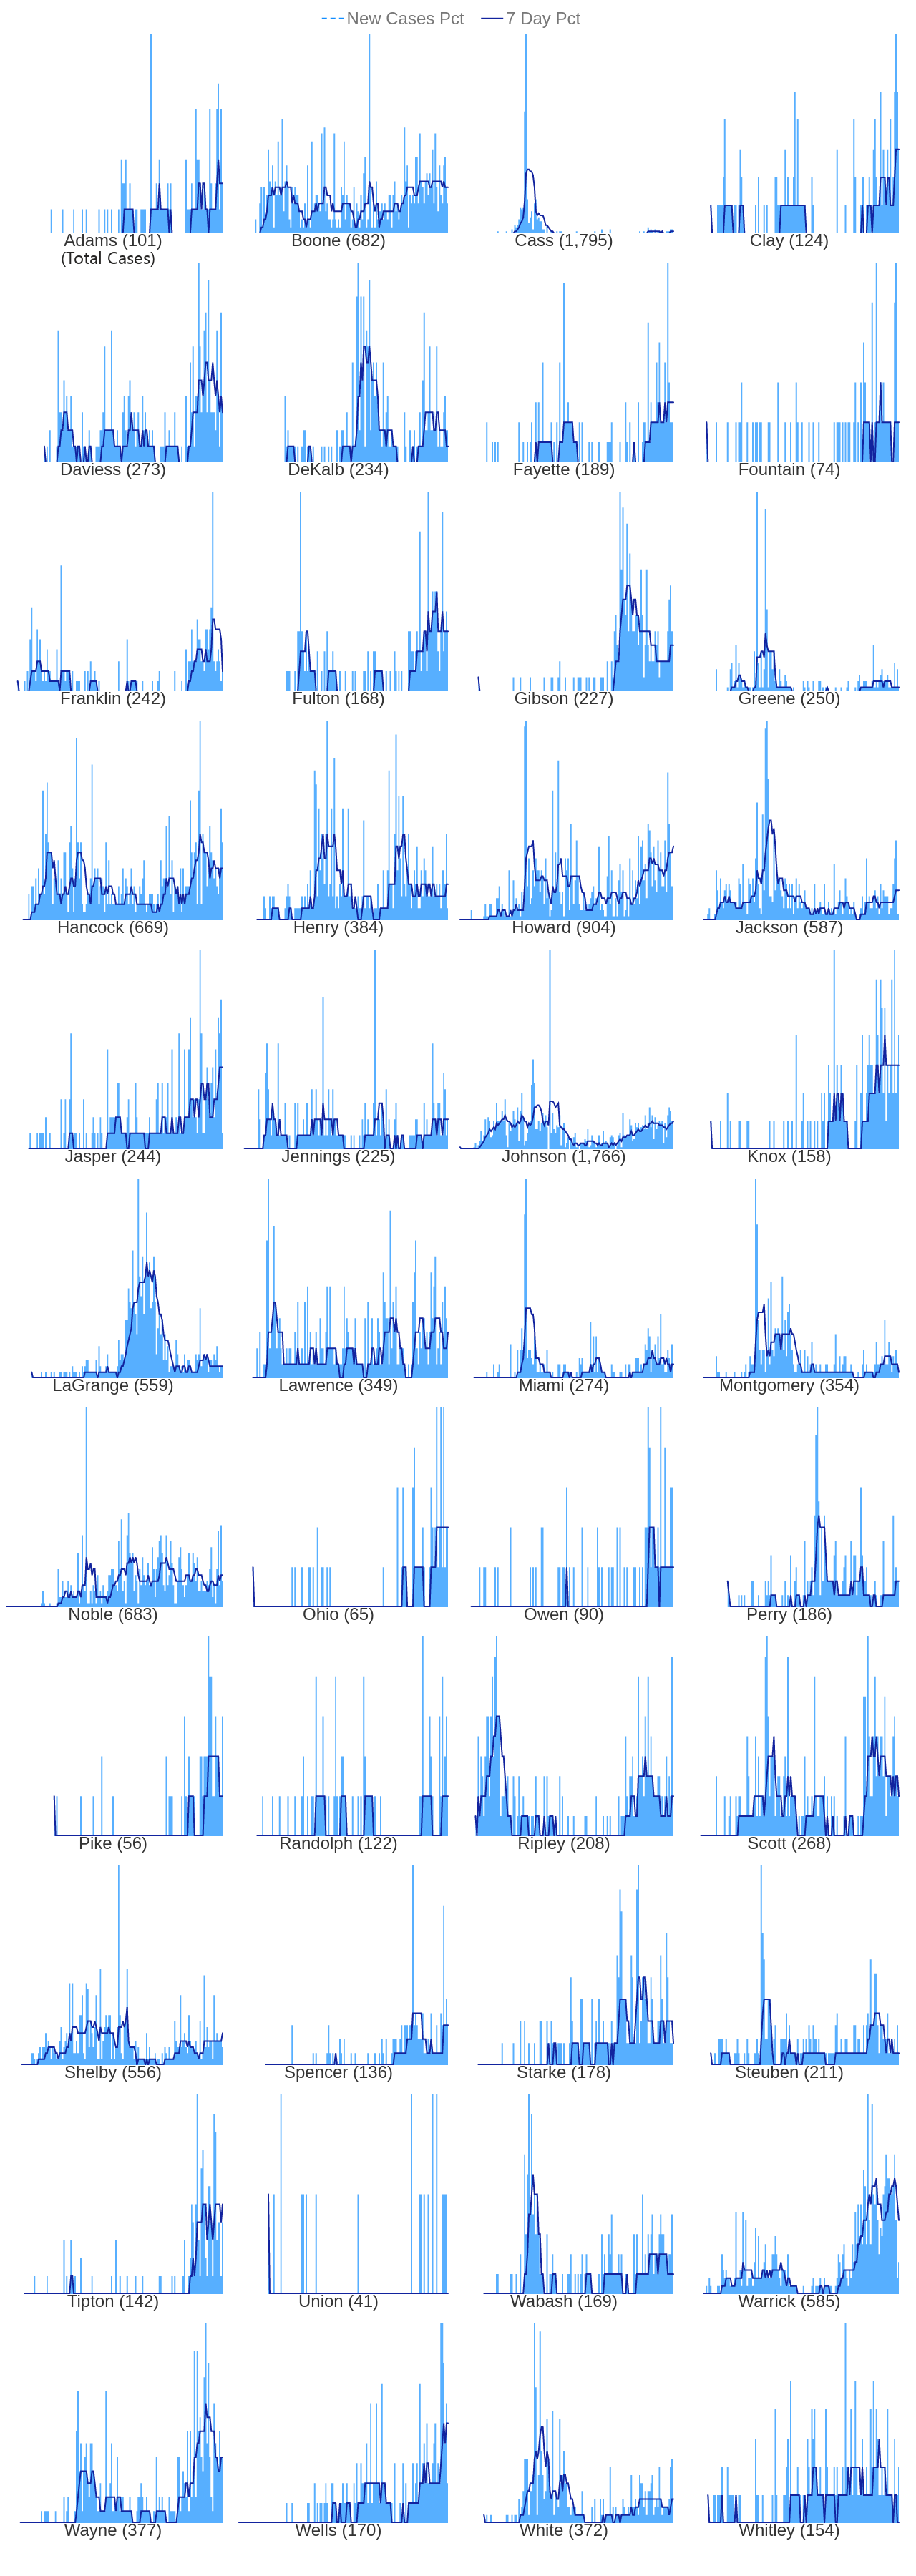 New Cases Pct 7 Day Pct
Adams (101) Boone (682) Cass (1,795) Clay (124)
(Total Cases)
Daviess (273) DeKalb (234) Fayette (189) Fountain (74)
Franklin (242) Fulton (168) Gibson (227) Greene (250)
Hancock (669) Henry (384) Howard (904) Jackson (587)
Jasper (244) Jennings (225) Johnson (1,766) Knox (158)
LaGrange (559) Lawrence (349) Miami (274) Montgomery (354)
Noble (683) Ohio (65) Owen (90) Perry (186)
Pike (56) Randolph (122) Ripley (208) Scott (268)
Shelby (556) Spencer (136) Starke (178) Steuben (211)
Tipton (142) Union (41) Wabash (169) Warrick (585)
Wayne (377) Wells (170) White (372) Whitley (154)